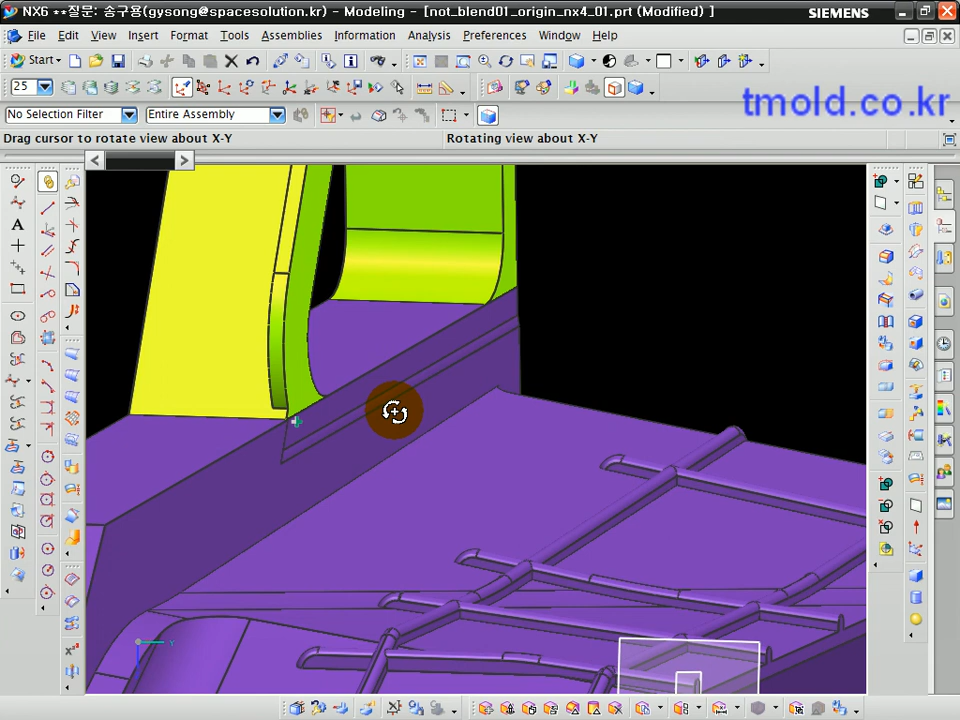 NX6 **질문: 송구용(gysong@spacesolution.kr) - Modeling - [not_blend01_origin_nx4_01.prt (Modified) ]
SIEMENS
File Edit View Insert Format Tools Assemblies Information Analysis Preferences Window Help
Start
25
tmold.co.kr
No Selection Filter Entire Assembly
Drag cursor to rotate view about X-Y Rotating view about X-Y
A
Y